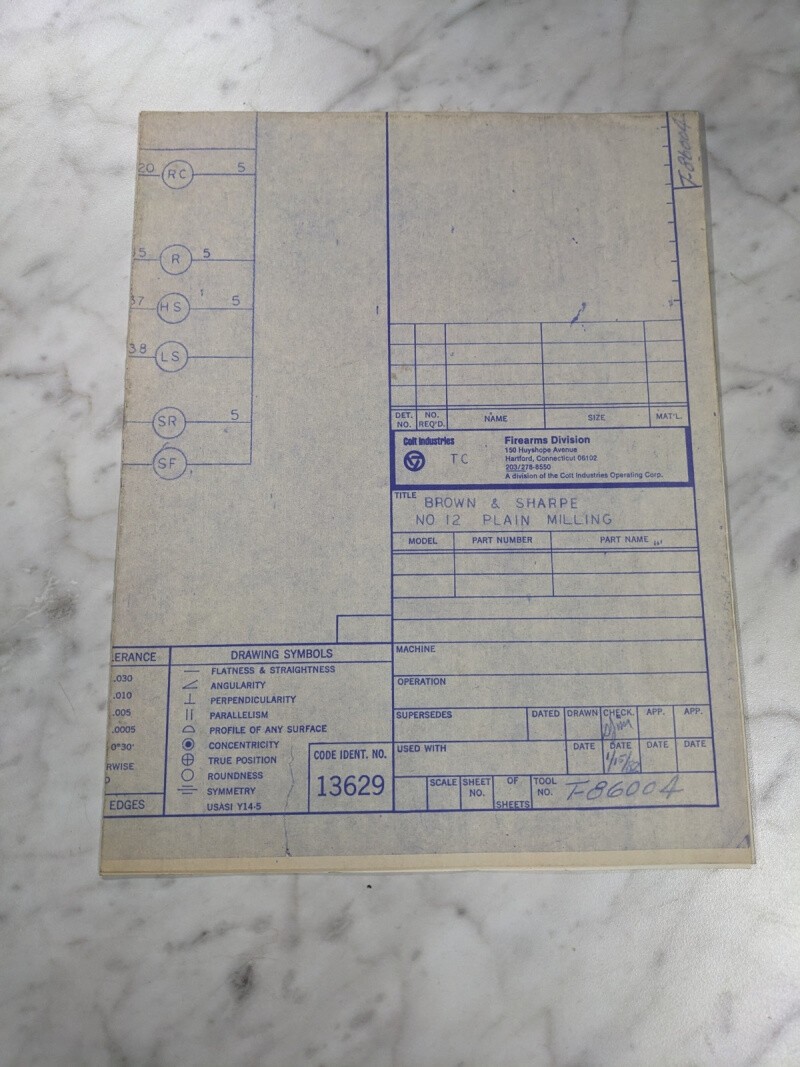 T-86004
20 RC 5
5 R 5
37 HS 5
38 LS
SR 5
SF
DET. NO.
NO. REQ'D.
NAME
SIZE
MAT'L.
Colt Industries
TC
Firearms Division
150 Huyshope Avenue
Hartford, Connecticut 06102
203/278-8550
A division of the Colt Industries Operating Corp.
TITLE
BROWN & SHARPE
NO 12 PLAIN MILLING
MODEL PART NUMBER PART NAME
MACHINE
OPERATION
SUPERSEDES DATED DRAWN CHECK. APP. APP.
USED WITH DATE DATE DATE DATE
1/15/82
SCALE SHEET NO. OF SHEETS TOOL NO. T-86004
ERANCE
.030
.010
.005
.0005
0°30'
RWISE
EDGES
DRAWING SYMBOLS
FLATNESS & STRAIGHTNESS
ANGULARITY
PERPENDICULARITY
PARALLELISM
PROFILE OF ANY SURFACE
CONCENTRICITY
TRUE POSITION
ROUNDNESS
SYMMETRY
USASI Y14-5
CODE IDENT. NO.
13629